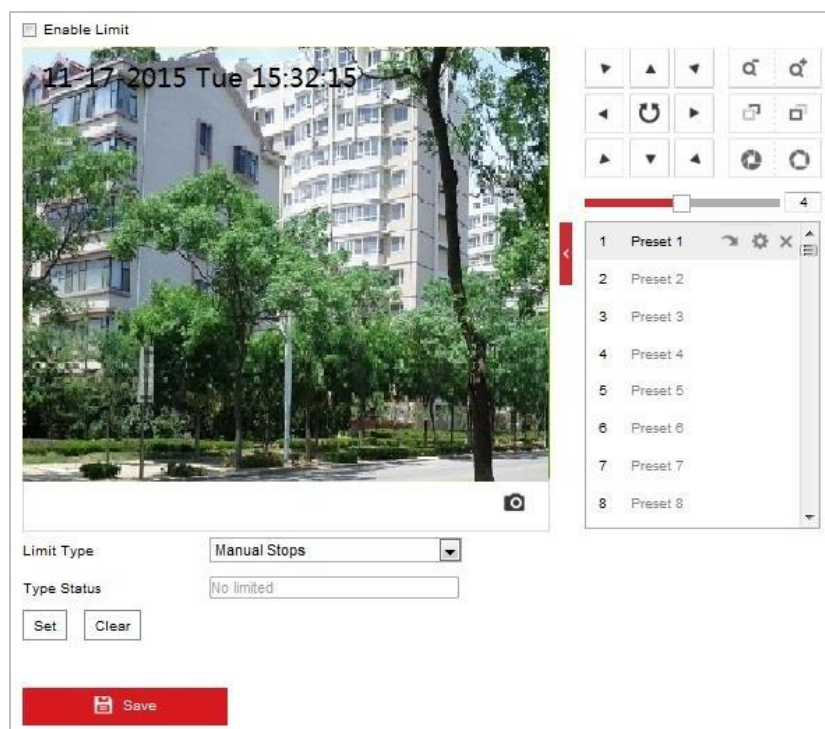 Enable Limit
11-17-2015 Tue 15:32:15
4
1 Preset 1
2 Preset 2
3 Preset 3
4 Preset 4
5 Preset 5
6 Preset 6
7 Preset 7
8 Preset 8
Limit Type Manual Stops
Type Status No limited
Set Clear
Save